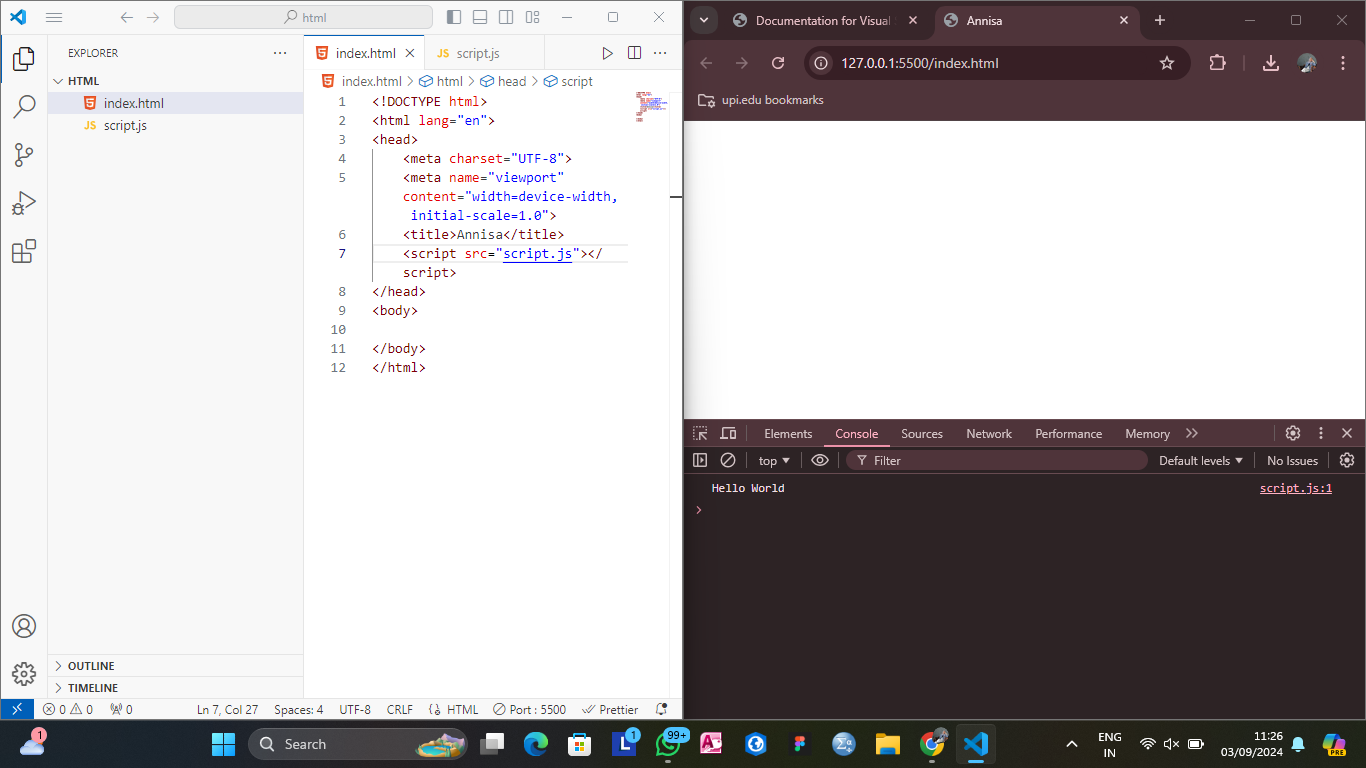 html
EXPLORER
HTML
index.html
JS script.js
OUTLINE
TIMELINE
index.html
JS script.js
index.html > html > head > script
1 <!DOCTYPE html>
2 <html lang="en">
3 <head>
4 <meta charset="UTF-8">
5 <meta name="viewport"
content="width=device-width,
initial-scale=1.0">
6 <title>Annisa</title>
7 <script src="script.js"></
script>
8 </head>
9 <body>
10
11 </body>
12 </html>
0 0 0 Ln 7, Col 27 Spaces: 4 UTF-8 CRLF HTML Port : 5500 Prettier
Documentation for Visual
Annisa
127.0.0.1:5500/index.html
upi.edu bookmarks
Elements Console Sources Network Performance Memory
top Filter Default levels No Issues
Hello World script.js:1
1
Search
L 1
99+
A
Σα
PRE
ENG
IN
11:26
03/09/2024